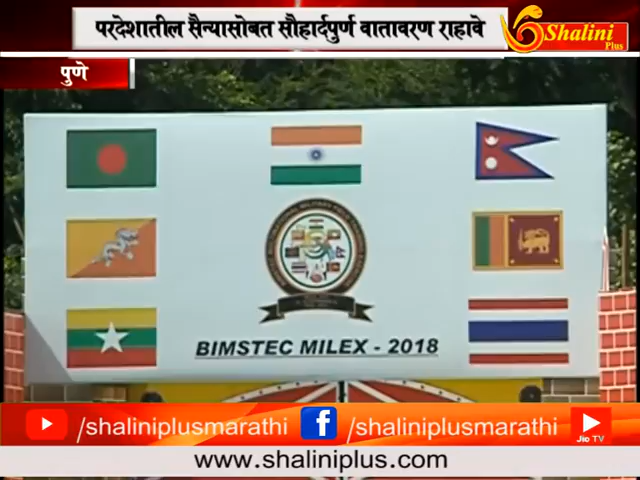 परदेशातील सैन्यासोबत सौहार्दपुर्ण वातावरण राहावे
Shalini
Plus
पुणे
BIMSTEC MILEX - 2018
/shaliniplusmarathi
/shaliniplusmarathi
Jio TV
www.shaliniplus.com